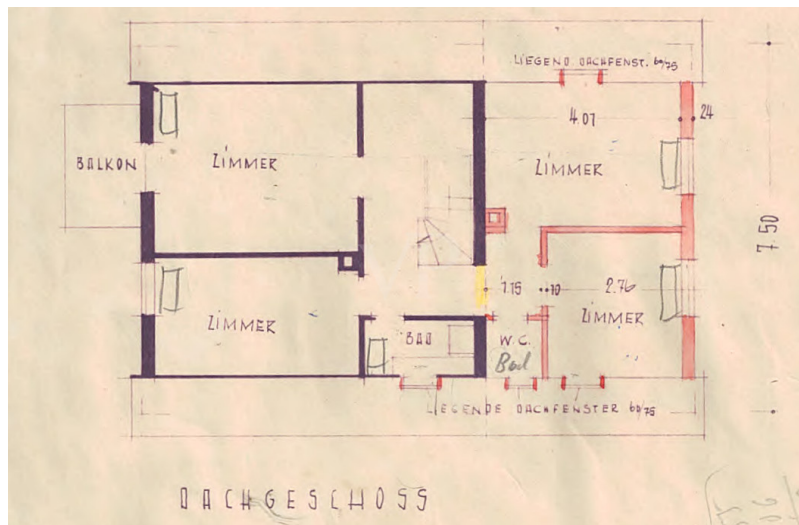 LIEGEND DACHFENST. 60/75
4.01 24
BALKON ZIMMER ZIMMER
7.50
1.15 10 2.76
ZIMMER BAD W.C. ZIMMER
Bad
LIEGENDE DACHFENSTER 60/75
DACHGESCHOSS